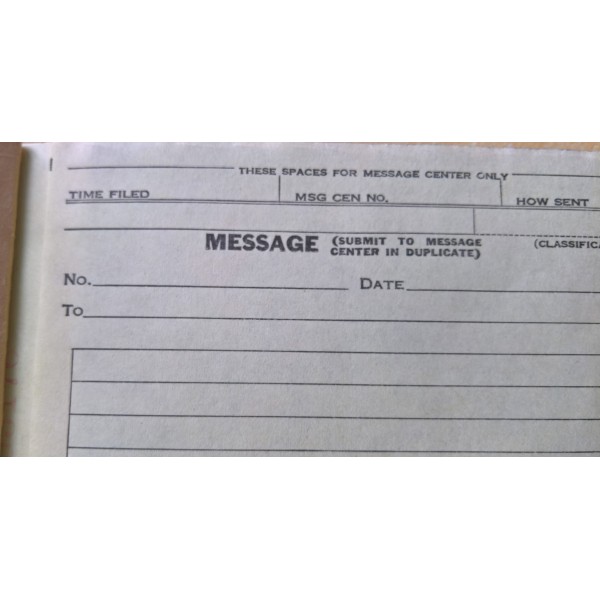 THESE SPACES FOR MESSAGE CENTER ONLY
TIME FILED MSG CEN NO. HOW SENT
MESSAGE (SUBMIT TO MESSAGE
CENTER IN DUPLICATE) (CLASSIFICA
No. DATE
To